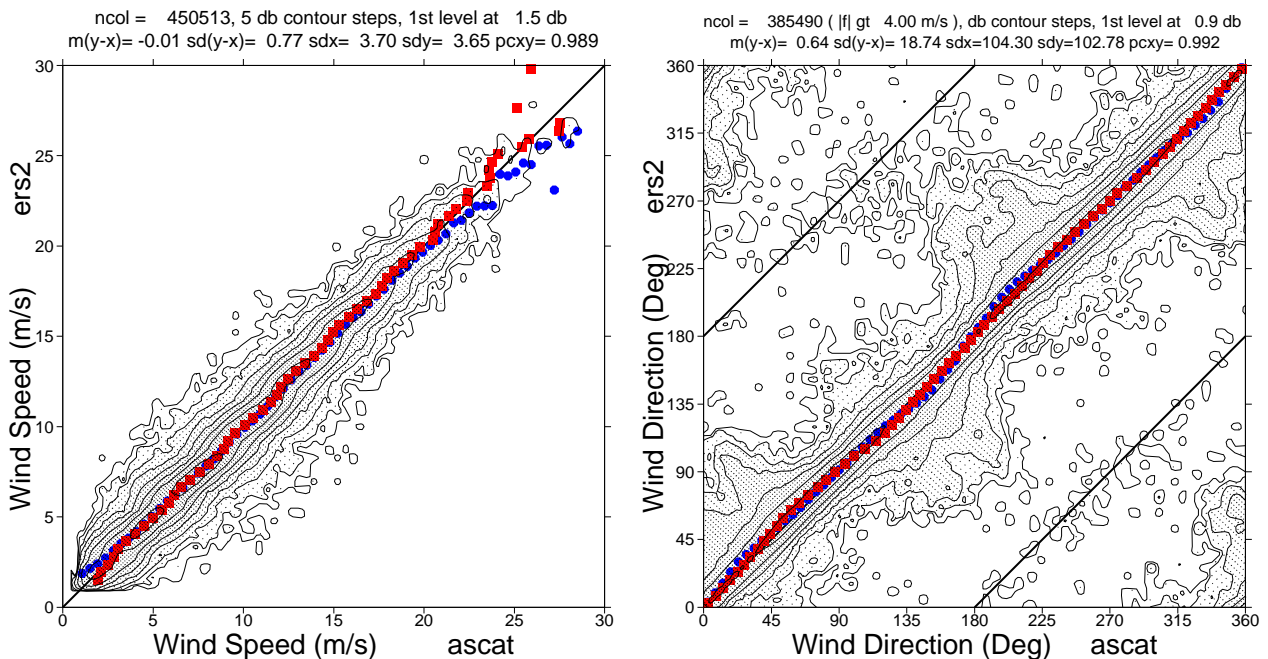 ncol = 450513, 5 db contour steps, 1st level at 1.5 db
m(y-x)= -0.01 sd(y-x)= 0.77 sdx= 3.70 sdy= 3.65 pcxy= 0.989
30
25
20
15
10
5
0
Wind Speed (m/s) ers2
0 5 10 15 20 25 30
Wind Speed (m/s) ascat
ncol = 385490 ( |f| gt 4.00 m/s ), db contour steps, 1st level at 0.9 db
m(y-x)= 0.64 sd(y-x)= 18.74 sdx=104.30 sdy=102.78 pcxy= 0.992
360
315
270
225
180
135
90
45
0
Wind Direction (Deg) ers2
0 45 90 135 180 225 270 315 360
Wind Direction (Deg) ascat